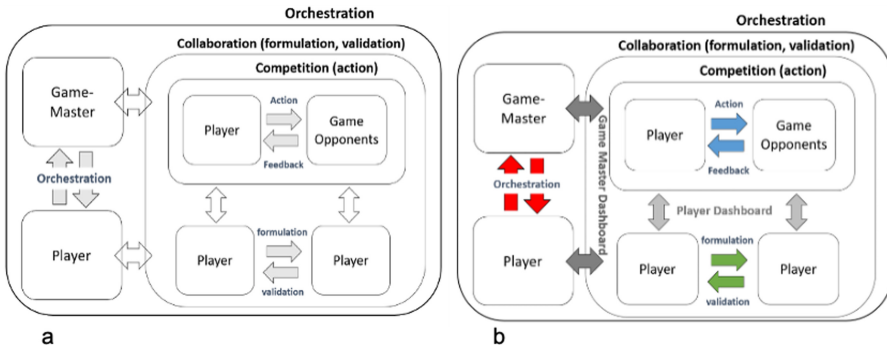 Orchestration
Collaboration (formulation, validation)
Competition (action)
Game-
Master
Player
Action
Feedback
Game
Opponents
Orchestration
Player
Player
formulation
validation
Player
a
Orchestration
Collaboration (formulation, validation)
Competition (action)
Game-
Master
Game Master Dashboard
Player
Action
Feedback
Game
Opponents
Orchestration
Player Dashboard
Player
Player
formulation
validation
Player
b